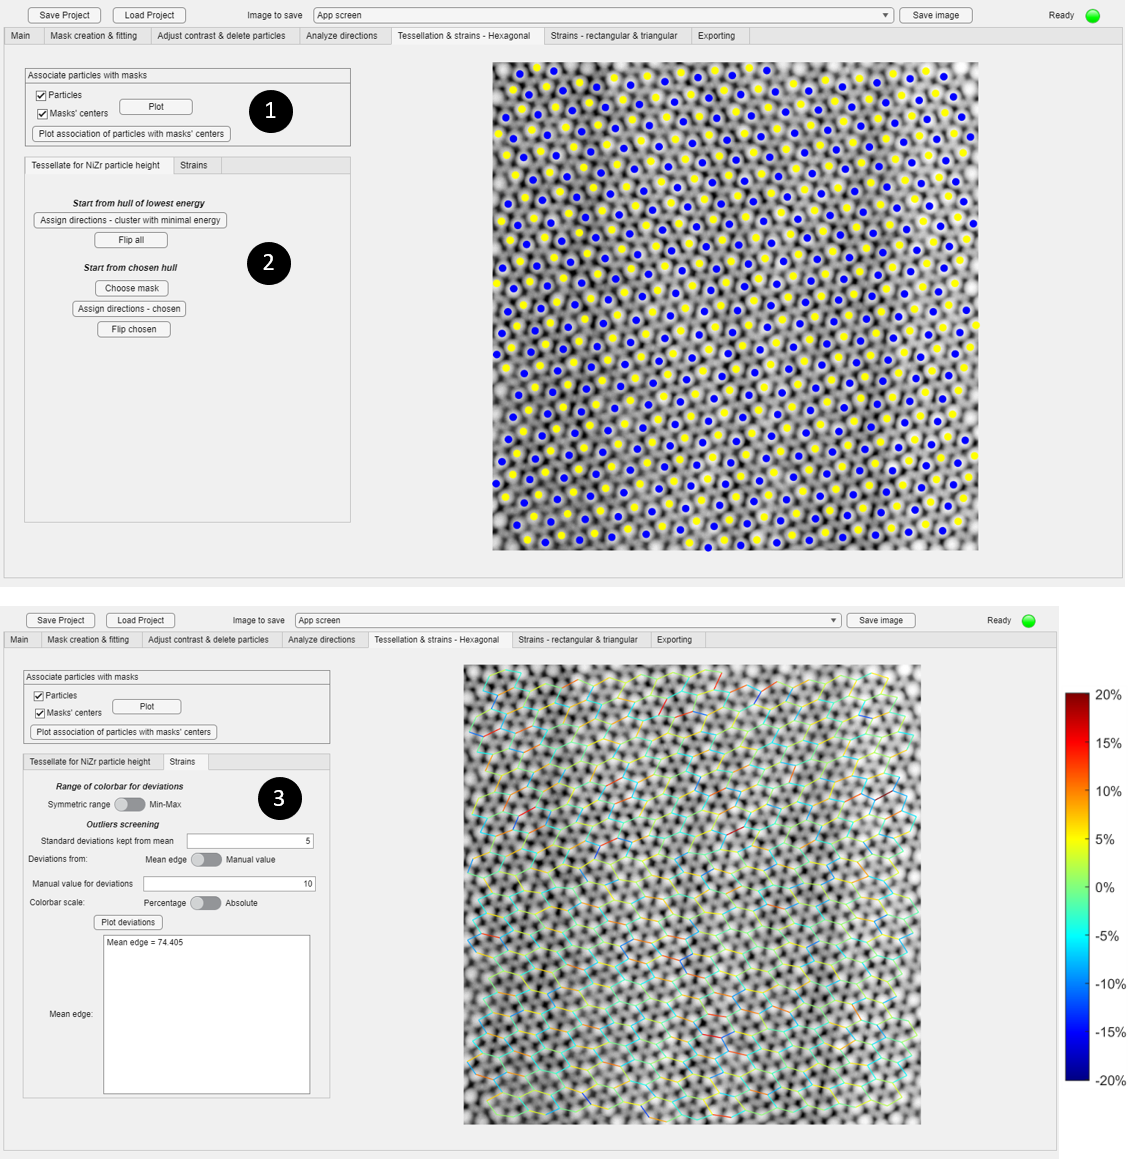 Save Project Load Project Image to save App screen Save image Ready
Main Mask creation & fitting Adjust contrast & delete particles Analyze directions Tessellation & strains - Hexagonal Strains - rectangular & triangular Exporting
Associate particles with masks
Particles
Plot
Masks' centers
1
Plot association of particles with masks' centers
Tessellate for NiZr particle height Strains
Start from hull of lowest energy
Assign directions - cluster with minimal energy
Flip all
2
Start from chosen hull
Choose mask
Assign directions - chosen
Flip chosen
Save Project Load Project Image to save App screen Save image Ready
Main Mask creation & fitting Adjust contrast & delete particles Analyze directions Tessellation & strains - Hexagonal Strains - rectangular & triangular Exporting
Associate particles with masks
Particles
Plot
Masks' centers
Plot association of particles with masks' centers
Tessellate for NiZr particle height Strains
Range of colorbar for deviations
Symmetric range Min-Max
3
Outliers screening
Standard deviations kept from mean 5
Deviations from: Mean edge Manual value
Manual value for deviations 10
Colorbar scale: Percentage Absolute
Plot deviations
Mean edge = 74.405
Mean edge:
20%
15%
10%
5%
0%
-5%
-10%
-15%
-20%